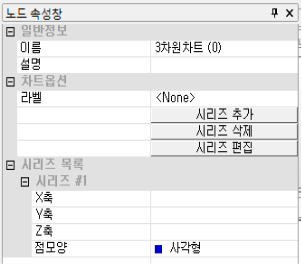 노드 속성창
일반정보
이름 3차원차트 (0)
설명
차트옵션
라벨 <None>
시리즈 추가
시리즈 삭제
시리즈 편집
시리즈 목록
시리즈 #1
X축
Y축
Z축
점모양 사각형